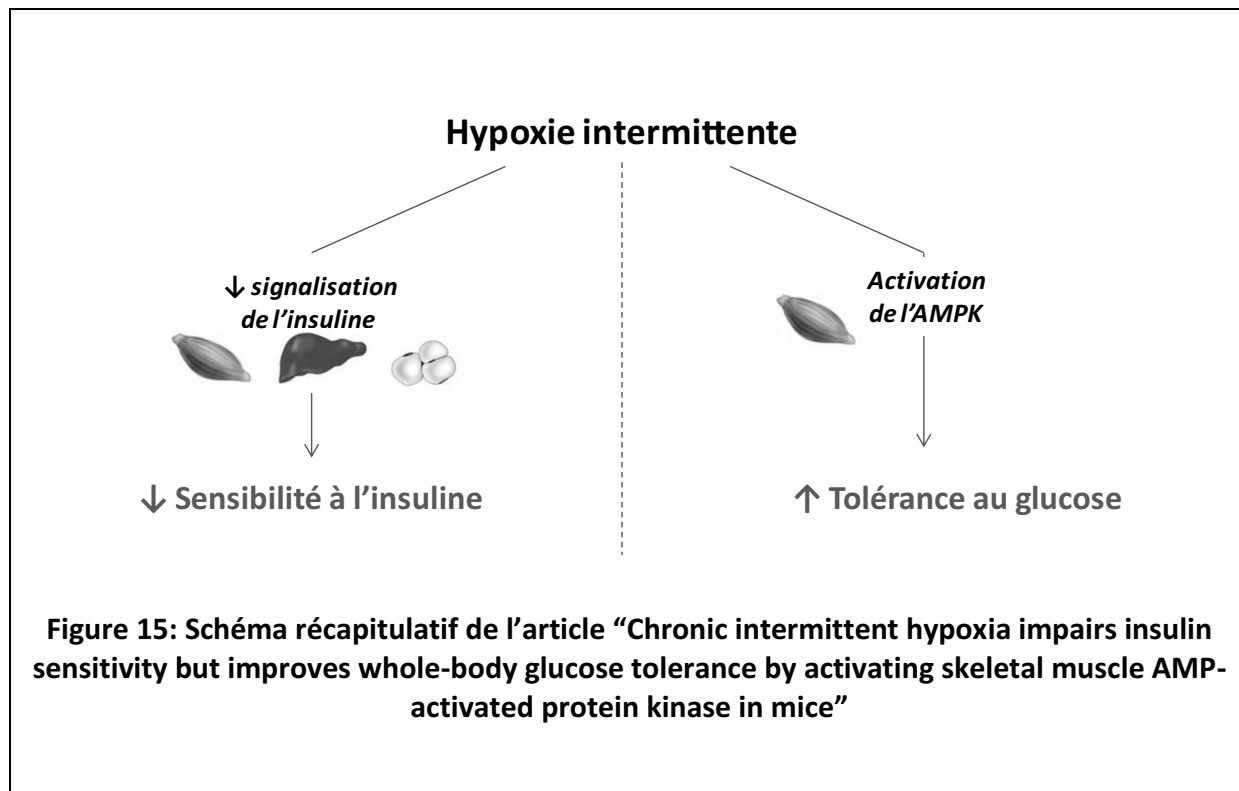 Hypoxie intermittente
↓ signalisation
de l’insuline
Activation
de l’AMPK
↓ Sensibilité à l’insuline
↑ Tolérance au glucose
Figure 15: Schéma récapitulatif de l’article “Chronic intermittent hypoxia impairs insulin
sensitivity but improves whole-body glucose tolerance by activating skeletal muscle AMP-
activated protein kinase in mice”